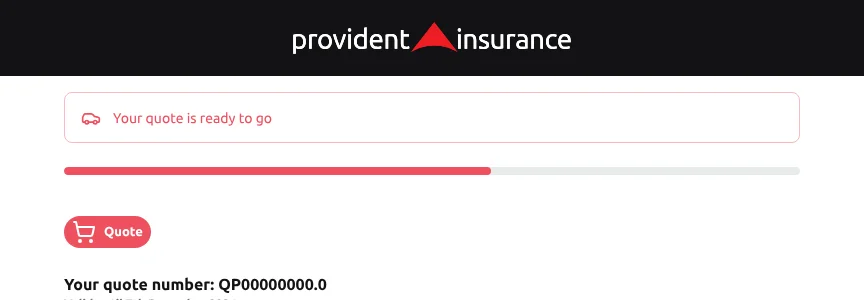 provident insurance
Your quote is ready to go
Quote
Your quote number: QP00000000.0